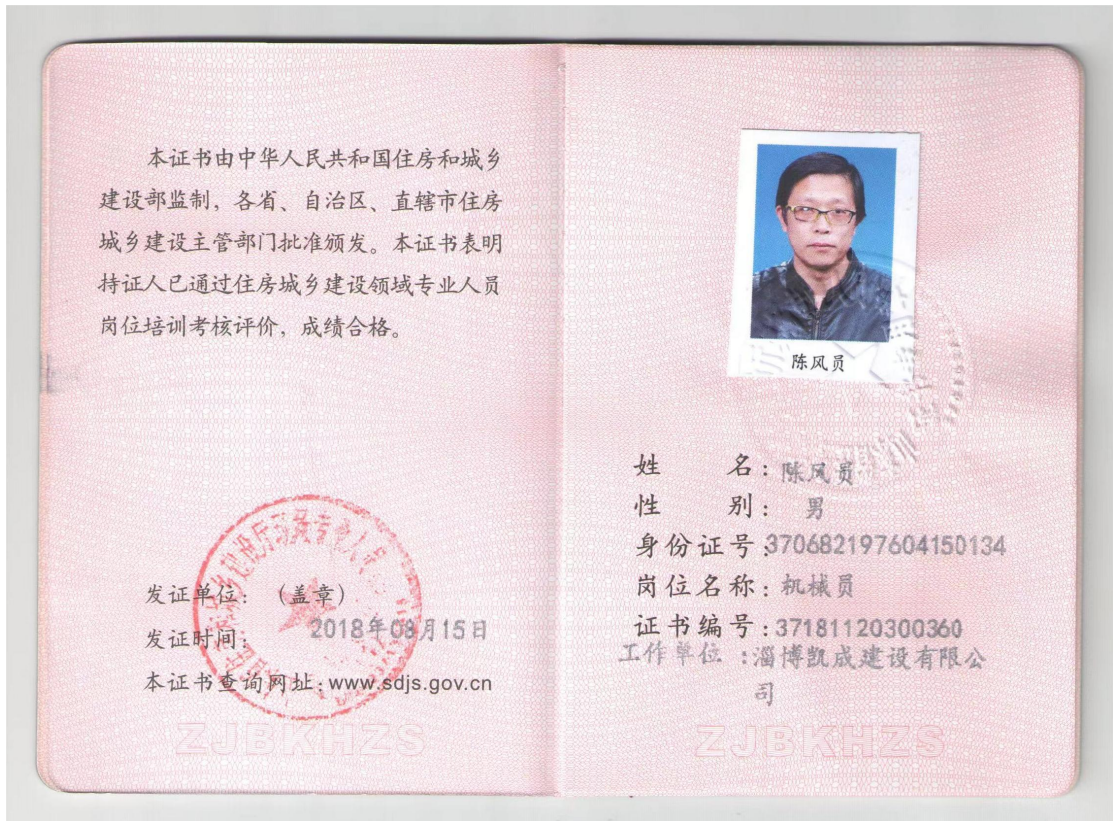 本证书由中华人民共和国住房和城乡
建设部监制，各省、自治区、直辖市住房
城乡建设主管部门批准颁发。本证书表明
持证人已通过住房城乡建设领域专业人员
岗位培训考核评价，成绩合格。
发证单位：（盖章）
发证时间：2018年08月15日
本证书查询网址：www.sdjs.gov.cn
ZJBKHZS
陈风员
姓 名：陈风员
性 别：男
身份证号：370682197604150134
岗位名称：机械员
证书编号：37181120300360
工作单位：淄博凯成建设有限公
司
ZJBKHZS